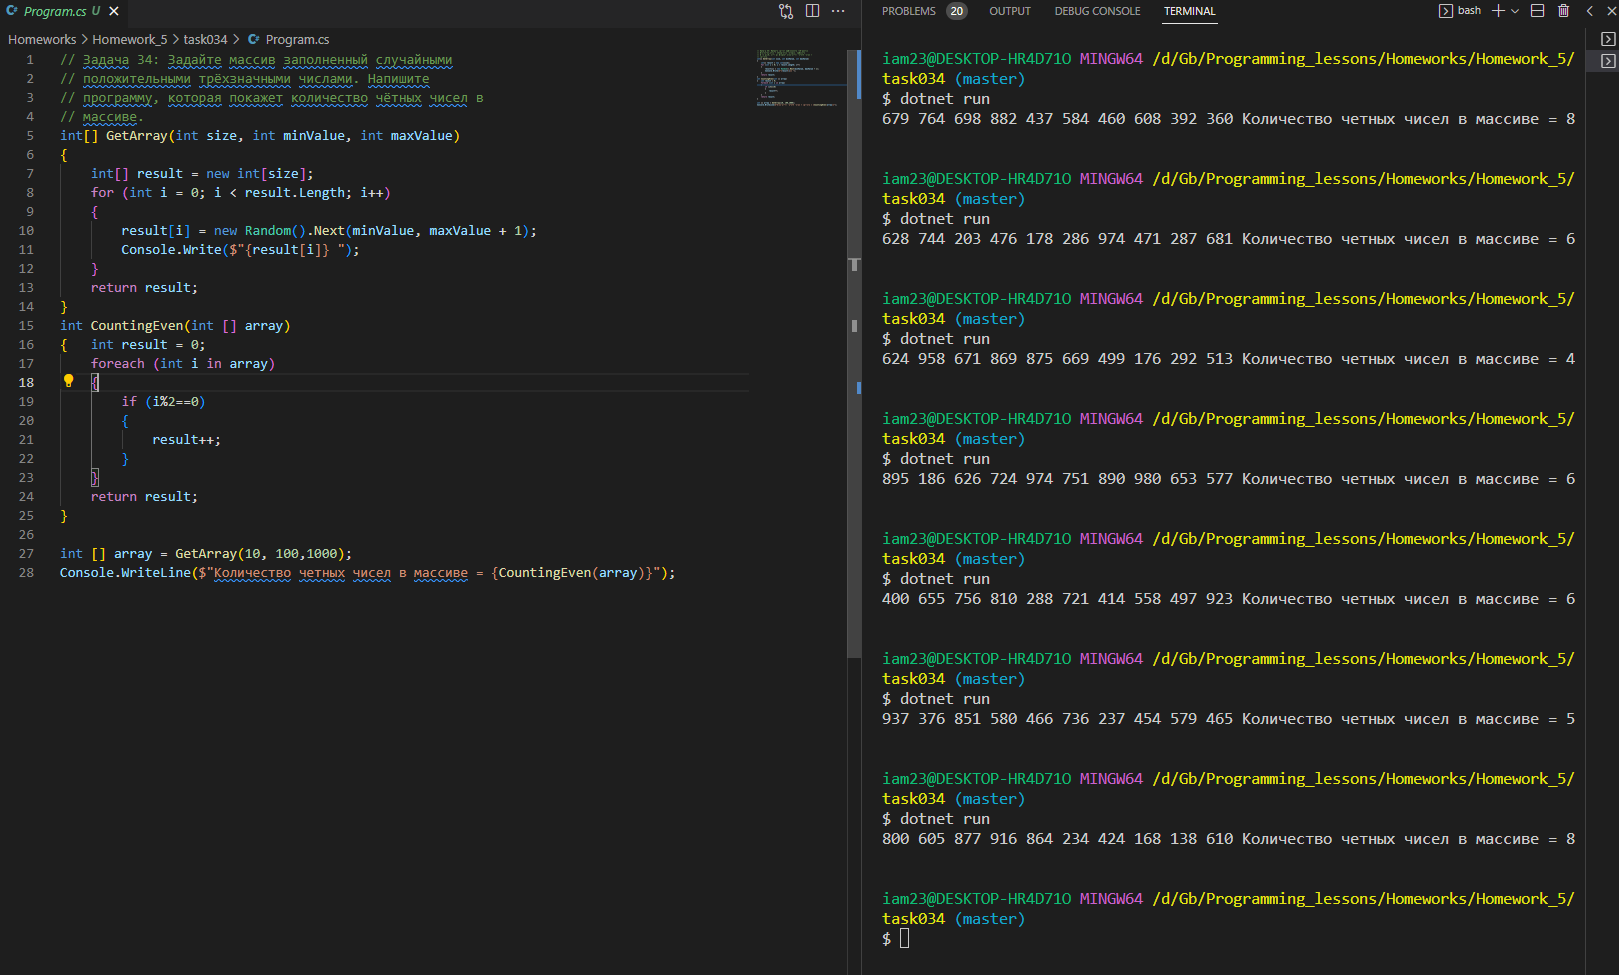 Program.cs U
Homeworks > Homework_5 > task034 > Program.cs
1 // Задача 34: Задайте массив заполненный случайными
2 // положительными трёхзначными числами. Напишите
3 // программу, которая покажет количество чётных чисел в
4 // массиве.
5 int[] GetArray(int size, int minValue, int maxValue)
6 {
7 int[] result = new int[size];
8 for (int i = 0; i < result.Length; i++)
9 {
10 result[i] = new Random().Next(minValue, maxValue + 1);
11 Console.Write($"{result[i]} ");
12 }
13 return result;
14 }
15 int CountingEven(int [] array)
16 { int result = 0;
17 foreach (int i in array)
18 {
19 if (i%2==0)
20 {
21 result++;
22 }
23 }
24 return result;
25 }
26
27 int [] array = GetArray(10, 100,1000);
28 Console.WriteLine($"Количество четных чисел в массиве = {CountingEven(array)}");
PROBLEMS 20 OUTPUT DEBUG CONSOLE TERMINAL bash
iam23@DESKTOP-HR4D71O MINGW64 /d/Gb/Programming_lessons/Homeworks/Homework_5/
task034 (master)
$ dotnet run
679 764 698 882 437 584 460 608 392 360 Количество четных чисел в массиве = 8
iam23@DESKTOP-HR4D71O MINGW64 /d/Gb/Programming_lessons/Homeworks/Homework_5/
task034 (master)
$ dotnet run
628 744 203 476 178 286 974 471 287 681 Количество четных чисел в массиве = 6
iam23@DESKTOP-HR4D71O MINGW64 /d/Gb/Programming_lessons/Homeworks/Homework_5/
task034 (master)
$ dotnet run
624 958 671 869 875 669 499 176 292 513 Количество четных чисел в массиве = 4
iam23@DESKTOP-HR4D71O MINGW64 /d/Gb/Programming_lessons/Homeworks/Homework_5/
task034 (master)
$ dotnet run
895 186 626 724 974 751 890 980 653 577 Количество четных чисел в массиве = 6
iam23@DESKTOP-HR4D71O MINGW64 /d/Gb/Programming_lessons/Homeworks/Homework_5/
task034 (master)
$ dotnet run
400 655 756 810 288 721 414 558 497 923 Количество четных чисел в массиве = 6
iam23@DESKTOP-HR4D71O MINGW64 /d/Gb/Programming_lessons/Homeworks/Homework_5/
task034 (master)
$ dotnet run
937 376 851 580 466 736 237 454 579 465 Количество четных чисел в массиве = 5
iam23@DESKTOP-HR4D71O MINGW64 /d/Gb/Programming_lessons/Homeworks/Homework_5/
task034 (master)
$ dotnet run
800 605 877 916 864 234 424 168 138 610 Количество четных чисел в массиве = 8
iam23@DESKTOP-HR4D71O MINGW64 /d/Gb/Programming_lessons/Homeworks/Homework_5/
task034 (master)
$